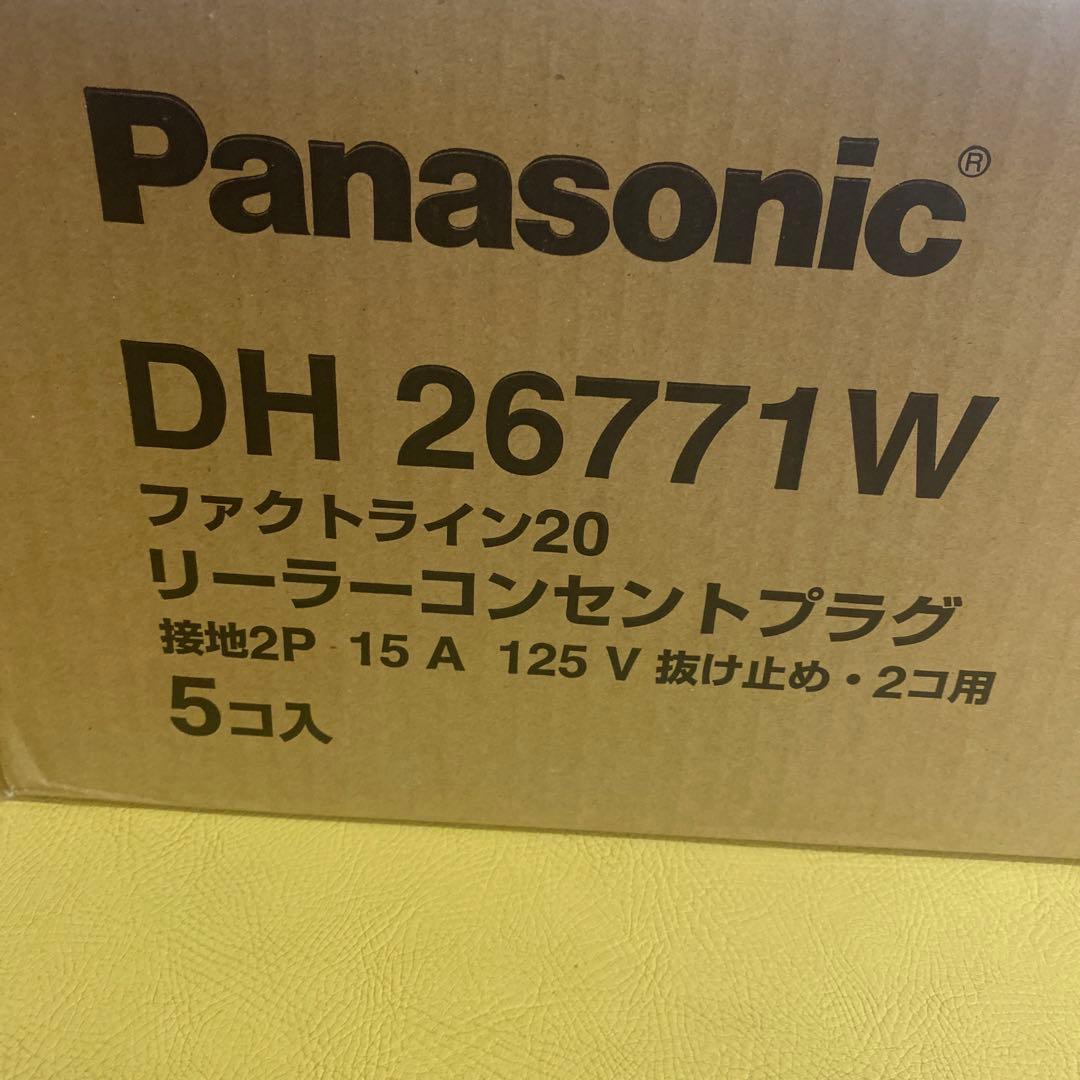 Panasonic®
DH 26771W
ファクトライン20
リーラーコンセントプラグ
接地2P 15 A 125 V 抜け止め・2コ用
5コ入